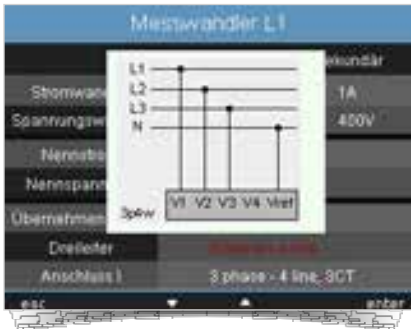 Messwandler L1
ekundär
L1
L2
L3
N
Stromwan
1A
Spannungsw
400V
Nennstro
Nennspann
V1 V2 V3 V4 Vref
3p4w
Übernahmen
Dreileiter
Anschluss I
3 phase - 4 line, 3CT
esc
enter